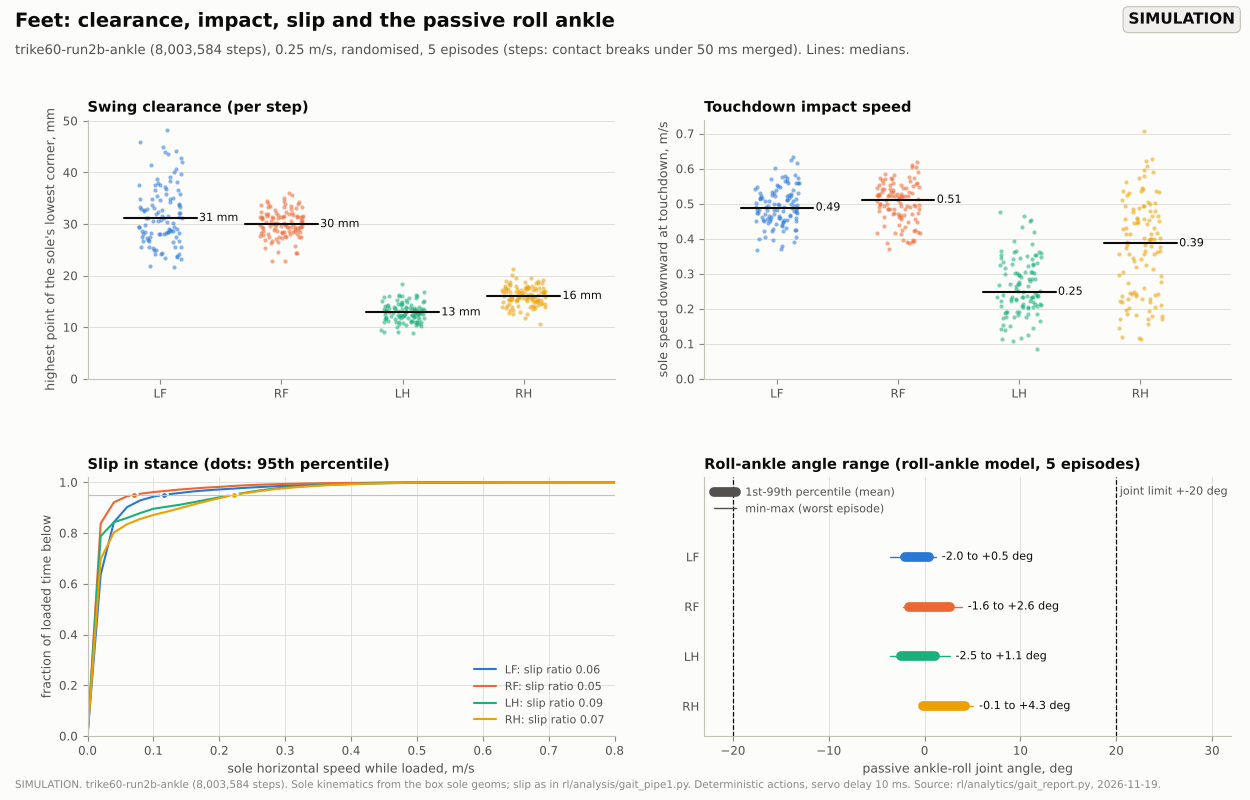 Feet: clearance, impact, slip and the passive roll ankle
SIMULATION
trike60-run2b-ankle (8,003,584 steps), 0.25 m/s, randomised, 5 episodes (steps: contact breaks under 50 ms merged). Lines: medians.
Swing clearance (per step)
highest point of the sole's lowest corner, mm
50
40
30
20
10
0
31 mm
30 mm
13 mm
16 mm
LF
RF
LH
RH
Touchdown impact speed
sole speed downward at touchdown, m/s
0.7
0.6
0.5
0.4
0.3
0.2
0.1
0.0
0.49
0.51
0.25
0.39
LF
RF
LH
RH
Slip in stance (dots: 95th percentile)
fraction of loaded time below
1.0
0.8
0.6
0.4
0.2
0.0
LF: slip ratio 0.06
RF: slip ratio 0.05
LH: slip ratio 0.09
RH: slip ratio 0.07
0.0
0.1
0.2
0.3
0.4
0.5
0.6
0.7
0.8
sole horizontal speed while loaded, m/s
Roll-ankle angle range (roll-ankle model, 5 episodes)
1st-99th percentile (mean)
min-max (worst episode)
joint limit +-20 deg
LF
-2.0 to +0.5 deg
RF
-1.6 to +2.6 deg
LH
-2.5 to +1.1 deg
RH
-0.1 to +4.3 deg
−20
−10
0
10
20
30
passive ankle-roll joint angle, deg
SIMULATION. trike60-run2b-ankle (8,003,584 steps). Sole kinematics from the box sole geoms; slip as in rl/analysis/gait_pipe1.py. Deterministic actions, servo delay 10 ms. Source: rl/analytics/gait_report.py, 2026-11-19.